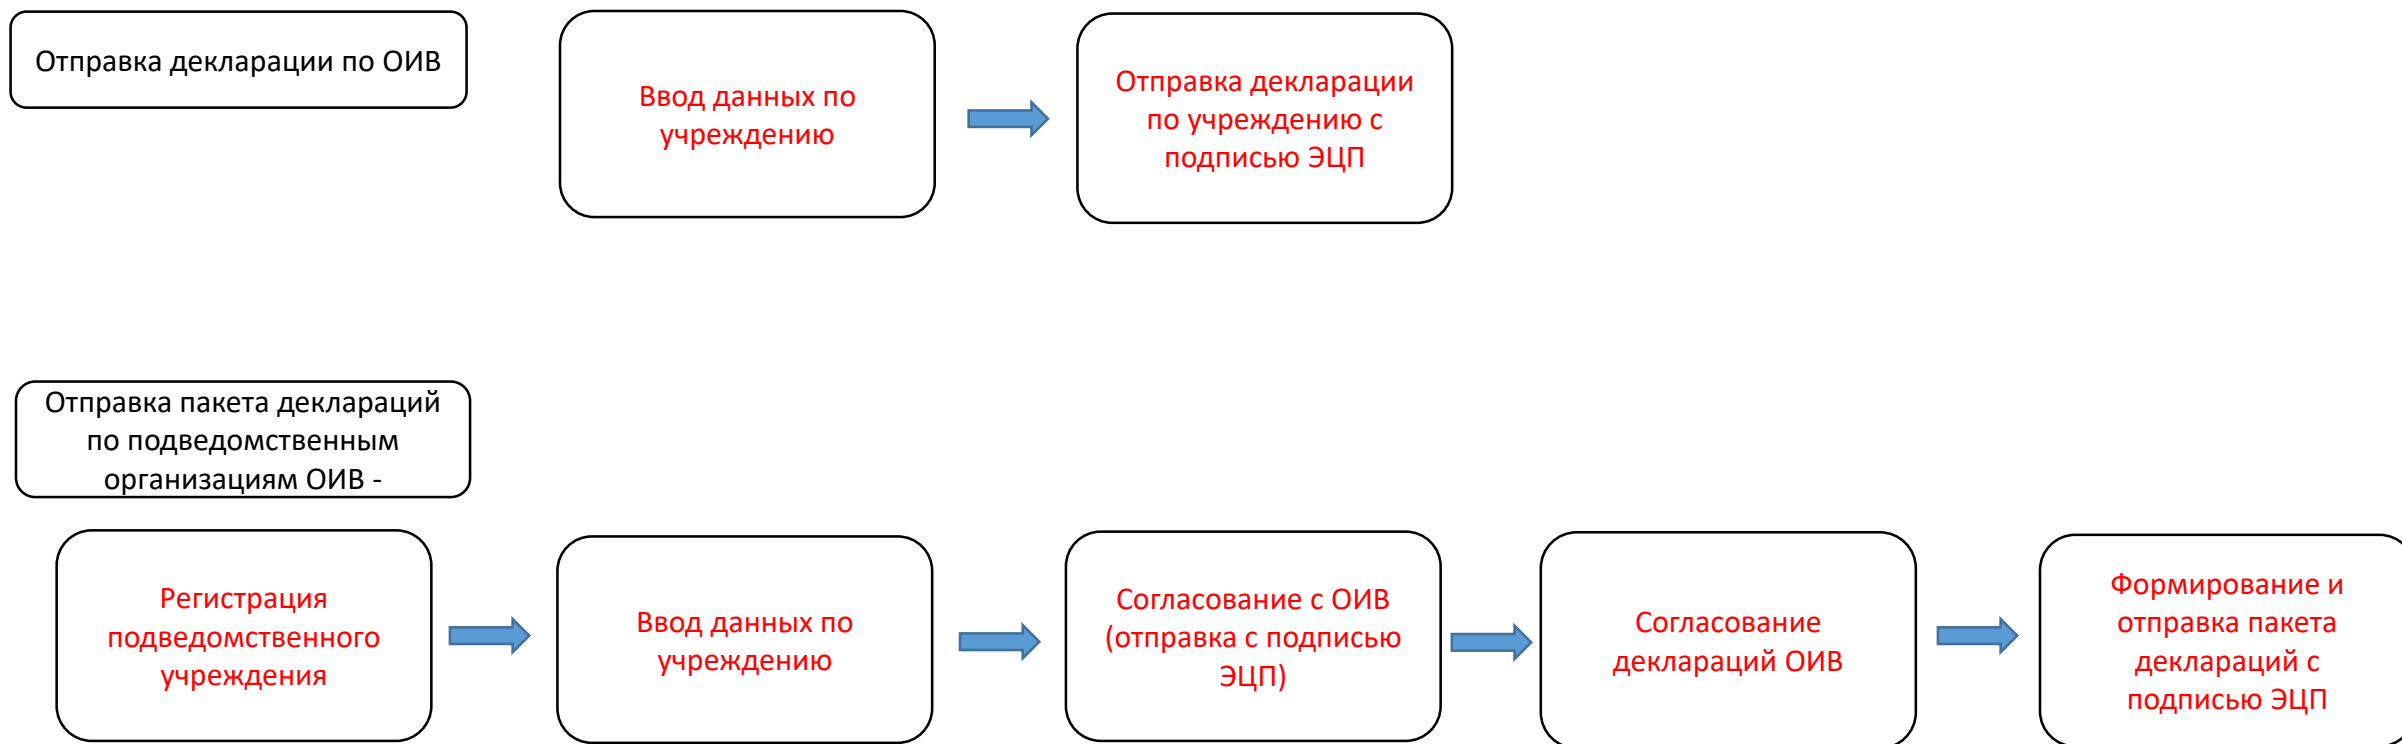 Отправка декларации по ОИВ
Ввод данных по
учреждению
Отправка декларации
по учреждению с
подписью ЭЦП
Отправка пакета деклараций
по подведомственным
организациям ОИВ -
Регистрация
подведомственного
учреждения
Ввод данных по
учреждению
Согласование с ОИВ
(отправка с подписью
ЭЦП)
Согласование
деклараций ОИВ
Формирование и
отправка пакета
деклараций с
подписью ЭЦП